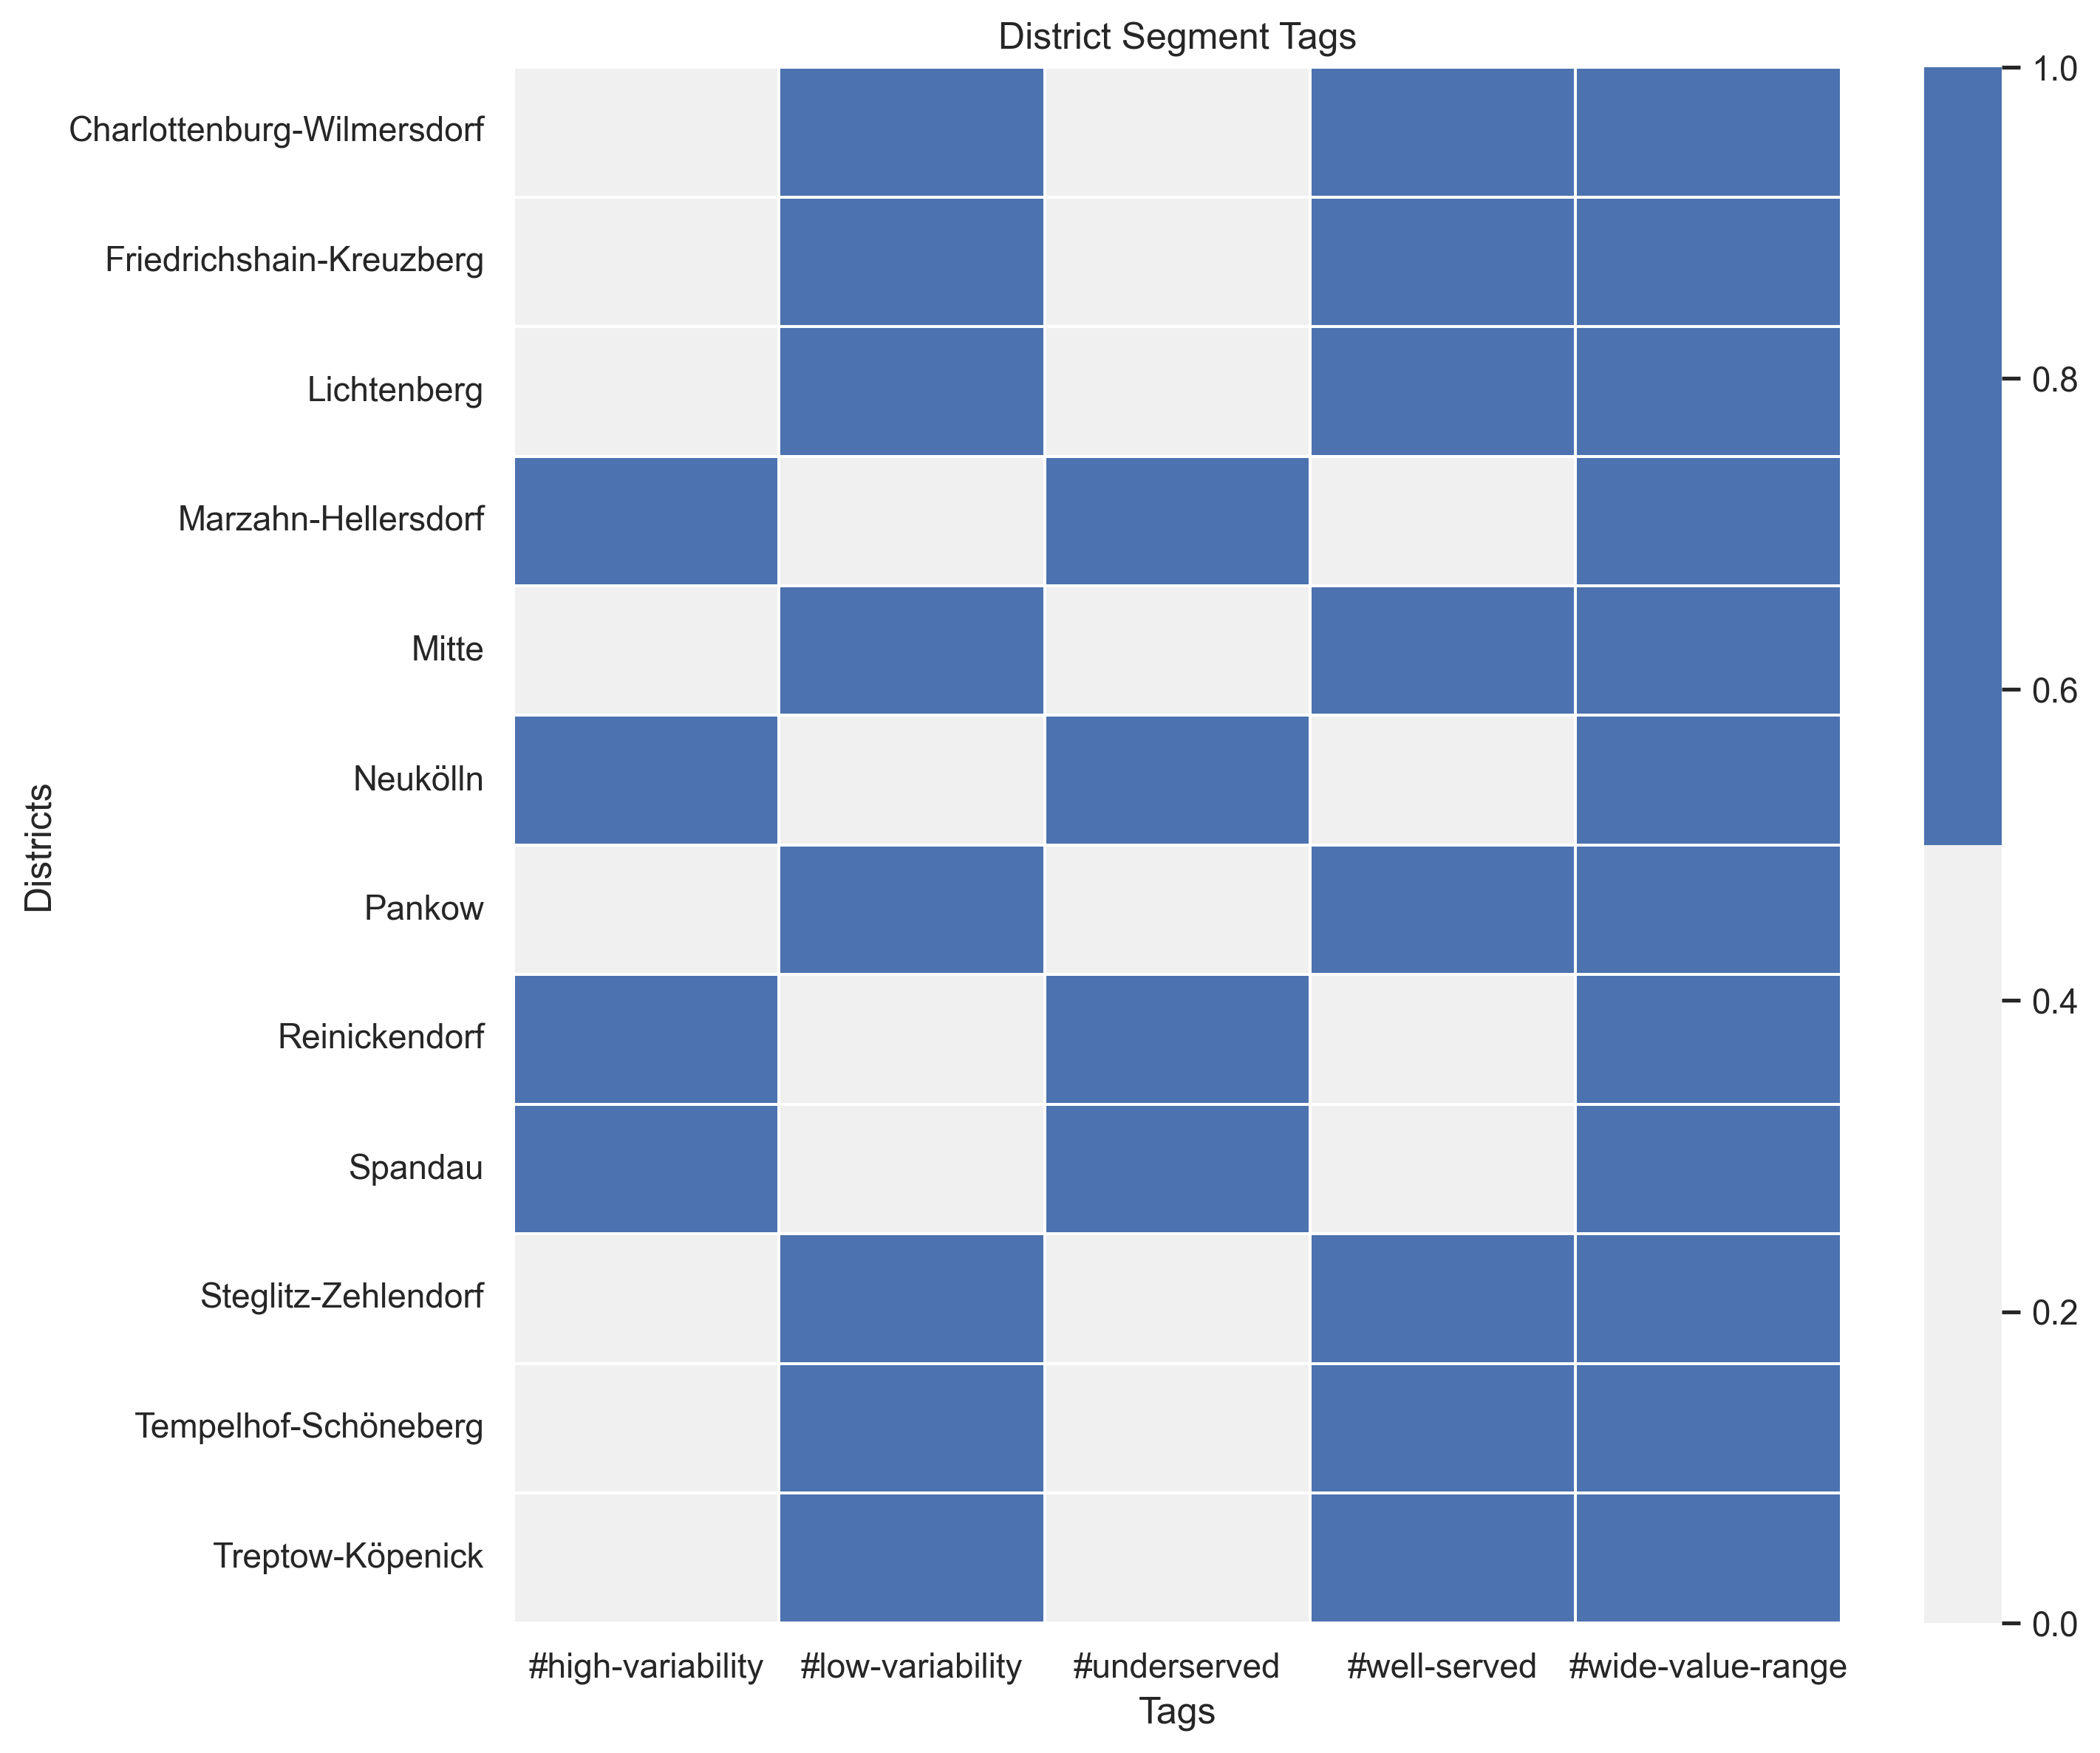 District Segment Tags
Charlottenburg-Wilmersdorf
Friedrichshain-Kreuzberg
Lichtenberg
Marzahn-Hellersdorf
Mitte
Neukölln
Pankow
Reinickendorf
Spandau
Steglitz-Zehlendorf
Tempelhof-Schöneberg
Treptow-Köpenick
Districts
#high-variability #low-variability #underserved #well-served #wide-value-range
Tags
1.0
0.8
0.6
0.4
0.2
0.0